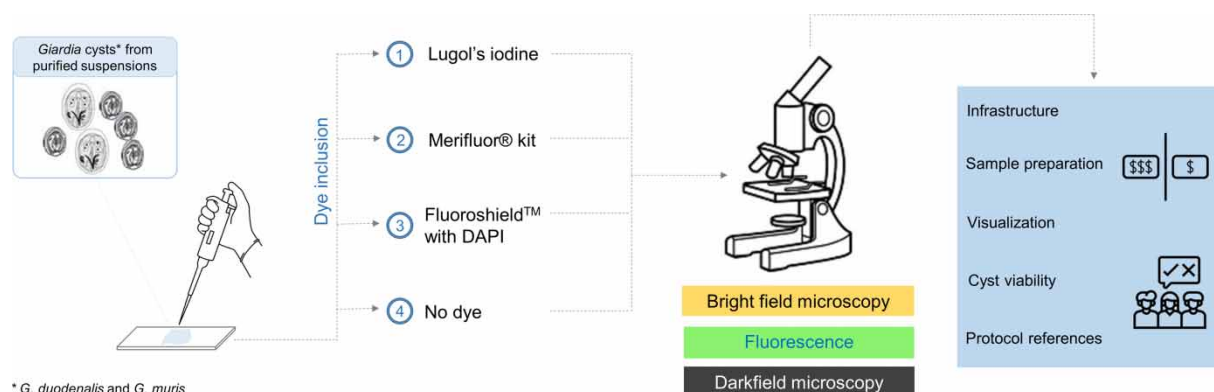 Giardia cysts* from
purified suspensions
Dye inclusion
1 Lugol's iodine
2 Merifluor® kit
3 Fluoroshield™
with DAPI
4 No dye
Bright field microscopy
Fluorescence
Darkfield microscopy
Infrastructure
Sample preparation $$$ $
Visualization
Cyst viability
Protocol references
* G. duodenalis and G. muris